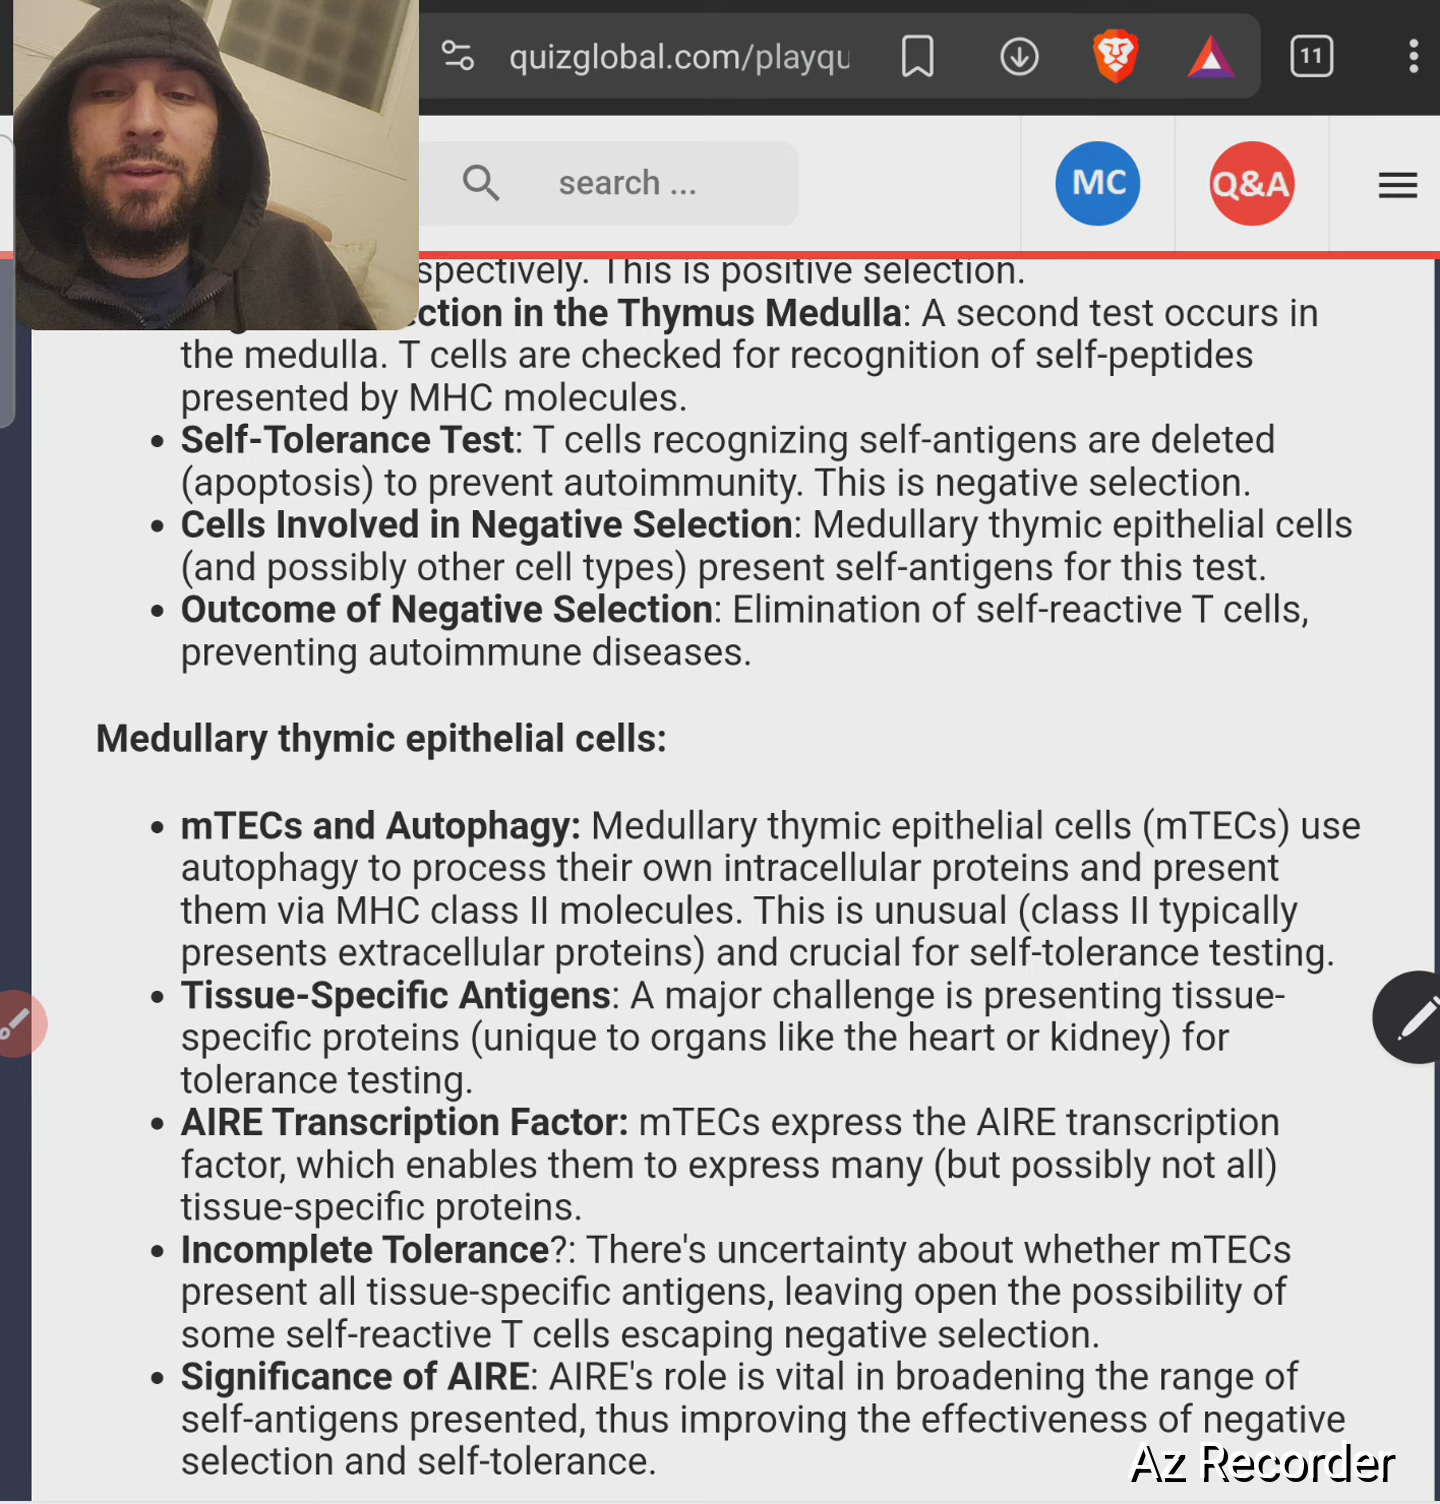 quizglobal.com/playqu
11
search ...
MC
Q&A
spectively. This is positive selection.
ction in the Thymus Medulla: A second test occurs in
the medulla. T cells are checked for recognition of self-peptides
presented by MHC molecules.
• Self-Tolerance Test: T cells recognizing self-antigens are deleted
(apoptosis) to prevent autoimmunity. This is negative selection.
• Cells Involved in Negative Selection: Medullary thymic epithelial cells
(and possibly other cell types) present self-antigens for this test.
• Outcome of Negative Selection: Elimination of self-reactive T cells,
preventing autoimmune diseases.
Medullary thymic epithelial cells:
• mTECs and Autophagy: Medullary thymic epithelial cells (mTECs) use
autophagy to process their own intracellular proteins and present
them via MHC class II molecules. This is unusual (class II typically
presents extracellular proteins) and crucial for self-tolerance testing.
• Tissue-Specific Antigens: A major challenge is presenting tissue-
specific proteins (unique to organs like the heart or kidney) for
tolerance testing.
• AIRE Transcription Factor: mTECs express the AIRE transcription
factor, which enables them to express many (but possibly not all)
tissue-specific proteins.
• Incomplete Tolerance?: There's uncertainty about whether mTECs
present all tissue-specific antigens, leaving open the possibility of
some self-reactive T cells escaping negative selection.
• Significance of AIRE: AIRE's role is vital in broadening the range of
self-antigens presented, thus improving the effectiveness of negative
selection and self-tolerance.
Az Recorder